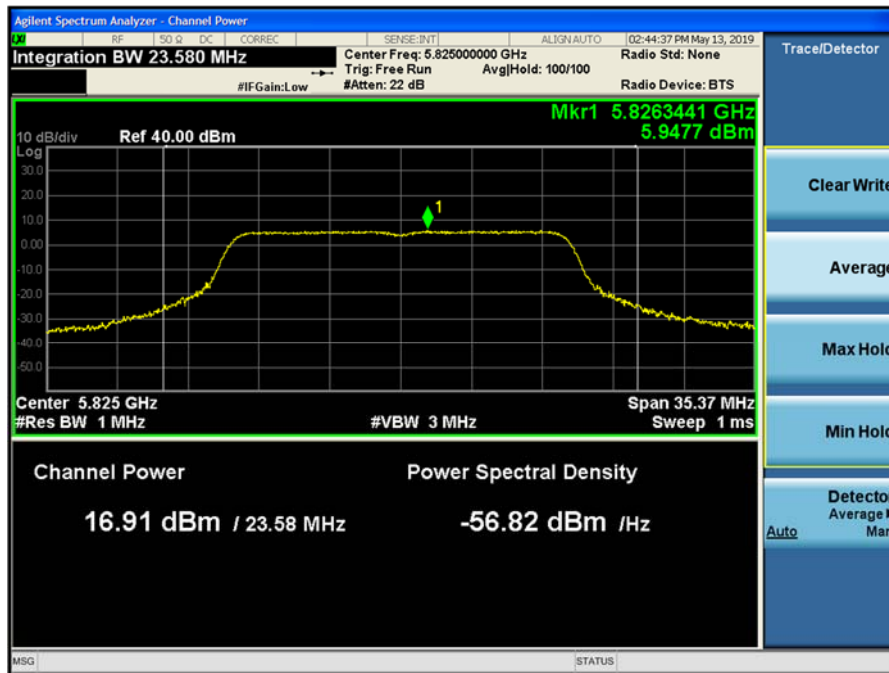 Agilent Spectrum Analyzer - Channel Power
LXI RF 50 Ω DC CORREC SENSE:INT ALIGN AUTO 02:44:37 PM May 13, 2019
Integration BW 23.580 MHz
Center Freq: 5.825000000 GHz
Radio Std: None
Trig: Free Run
Avg|Hold: 100/100
#IFGain:Low
#Atten: 22 dB
Radio Device: BTS
Mkr1 5.8263441 GHz
5.9477 dBm
10 dB/div Ref 40.00 dBm
Log
30.0
20.0
10.0
0.00
-10.0
-20.0
-30.0
-40.0
-50.0
1
Center 5.825 GHz Span 35.37 MHz
#Res BW 1 MHz #VBW 3 MHz Sweep 1 ms
Channel Power
Power Spectral Density
16.91 dBm / 23.58 MHz
-56.82 dBm /Hz
Trace/Detector
Clear Write
Average
Max Hold
Min Hold
Detector
Average
Auto Man
MSG STATUS